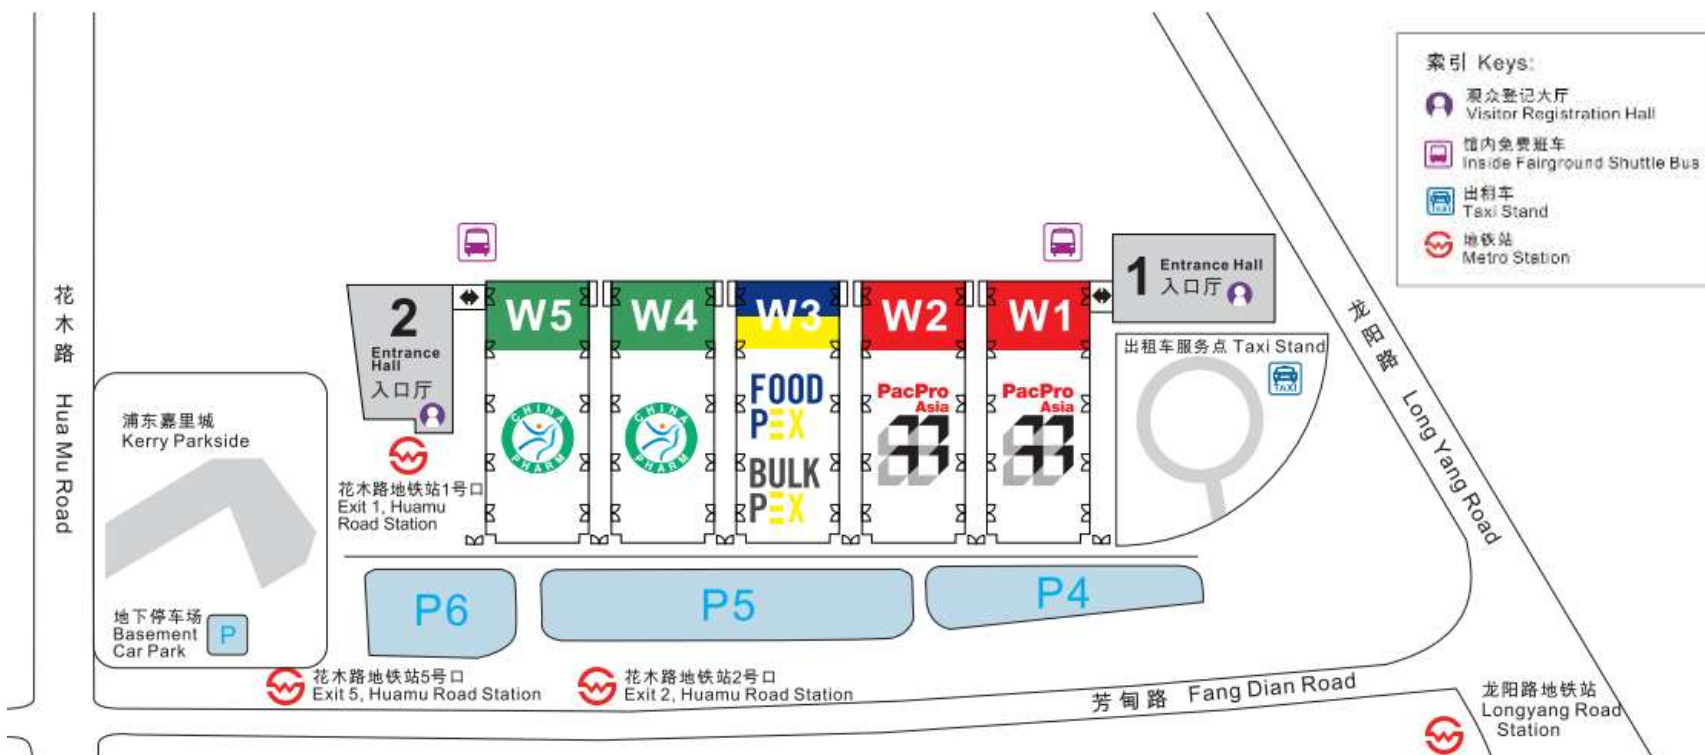 索引 Keys:
观众登记大厅
Visitor Registration Hall
馆内免费班车
Inside Fairground Shuttle Bus
出租车
Taxi Stand
地铁站
Metro Station
花木路 Hua Mu Road
龙阳路 Long Yang Road
芳甸路 Fang Dian Road
2
Entrance
Hall
入口厅
W5
W4
W3
W2
W1
1
Entrance Hall
入口厅
出租车服务点 Taxi Stand
TAXI
TAXI
CHINA
PHARM
CHINA
PHARM
FOOD
PEX
BULK
PEX
PacPro
Asia
PacPro
Asia
浦东嘉里城
Kerry Parkside
地下停车场
Basement
Car Park
P
花木路地铁站1号口
Exit 1, Huamu
Road Station
P6
P5
P4
花木路地铁站5号口
Exit 5, Huamu Road Station
花木路地铁站2号口
Exit 2, Huamu Road Station
龙阳路地铁站
Longyang Road
Station